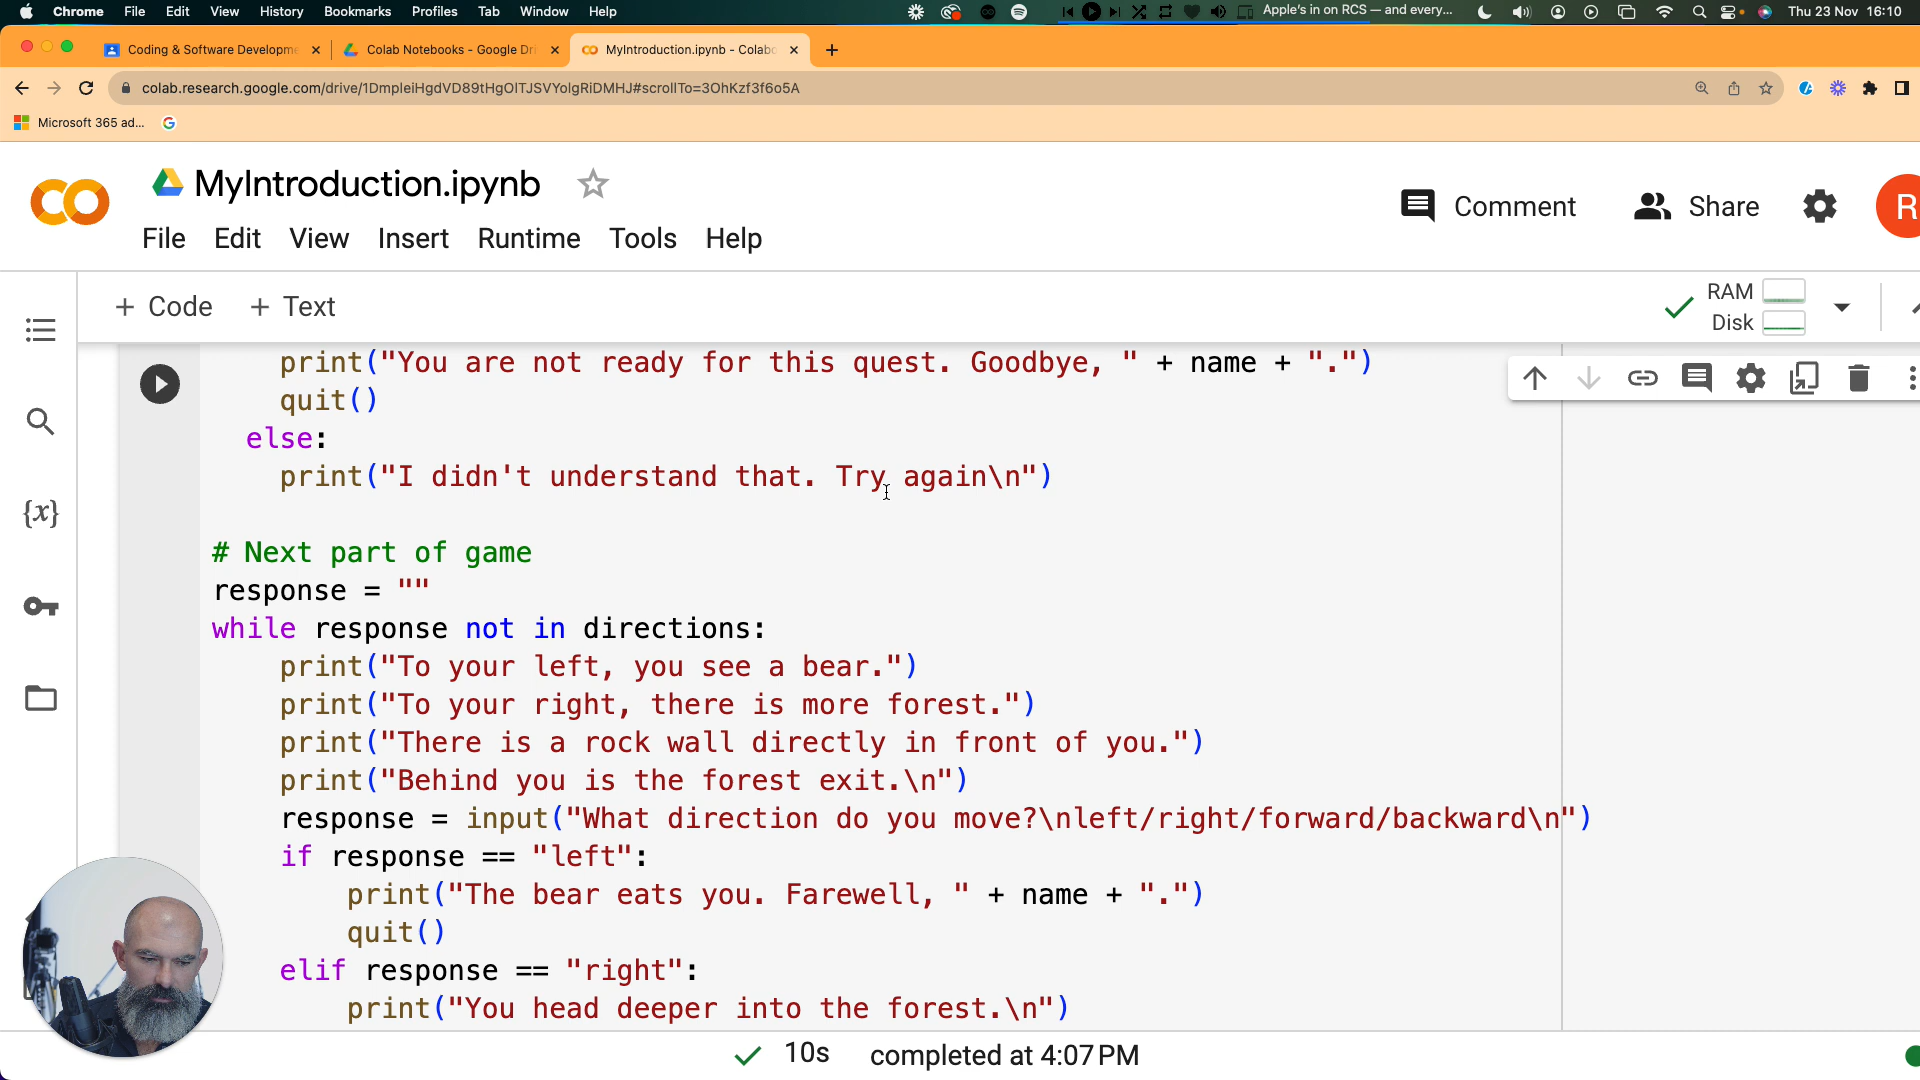 Chrome File Edit View History Bookmarks Profiles Tab Window Help Apple's in on RCS — and every... Thu 23 Nov 16:10
Coding & Software Developme Colab Notebooks - Google Dri MyIntroduction.ipynb - Colabo
colab.research.google.com/drive/1DmpleiHgdVD89tHgOlTJSVYolgRiDMHJ#scrollTo=3OhKzf3f6o5A
Microsoft 365 ad...
MyIntroduction.ipynb
Comment Share R
File Edit View Insert Runtime Tools Help
+ Code + Text
RAM
Disk
print("You are not ready for this quest. Goodbye, " + name + ".")
quit()
else:
print("I didn't understand that. Try again\n")
{x}
# Next part of game
response = ""
while response not in directions:
print("To your left, you see a bear.")
print("To your right, there is more forest.")
print("There is a rock wall directly in front of you.")
print("Behind you is the forest exit.\n")
response = input("What direction do you move?\nleft/right/forward/backward\n")
if response == "left":
print("The bear eats you. Farewell, " + name + ".")
quit()
elif response == "right":
print("You head deeper into the forest.\n")
10s completed at 4:07 PM